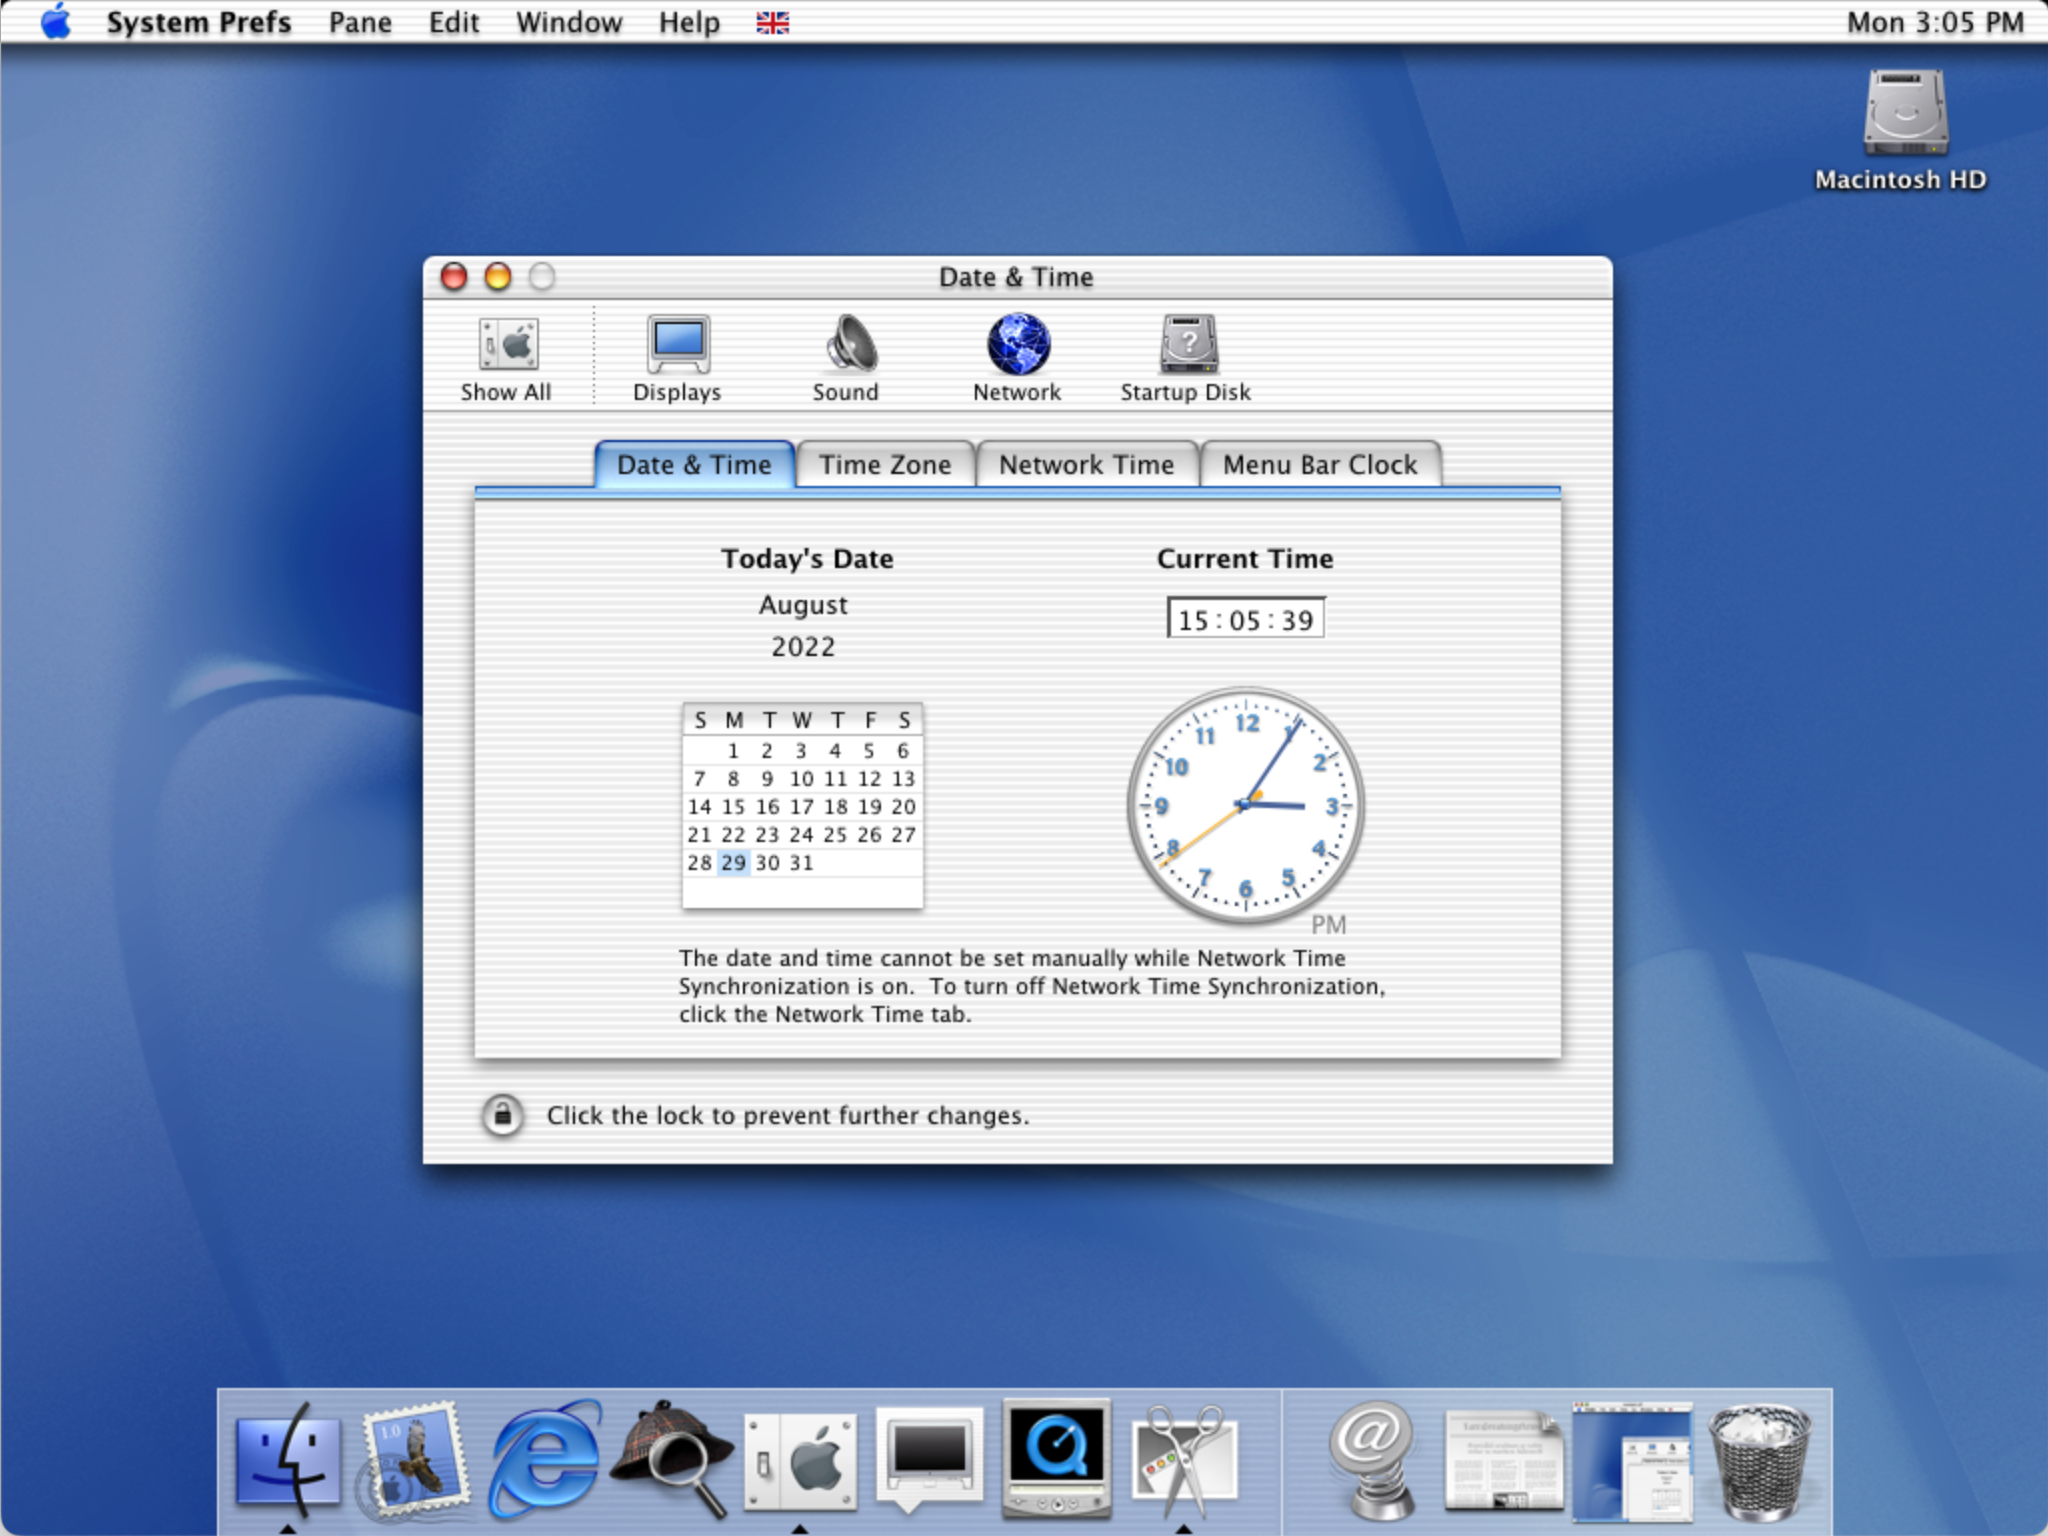 System Prefs Pane Edit Window Help Mon 3:05 PM
Macintosh HD
Date & Time
Show All Displays Sound Network Startup Disk
Date & Time Time Zone Network Time Menu Bar Clock
Today's Date
August
2022
S M T W T F S
1 2 3 4 5 6
7 8 9 10 11 12 13
14 15 16 17 18 19 20
21 22 23 24 25 26 27
28 29 30 31
Current Time
15:05:39
12
11 1
10 2
9 3
8 4
7 5
6
PM
The date and time cannot be set manually while Network Time
Synchronization is on. To turn off Network Time Synchronization,
click the Network Time tab.
Click the lock to prevent further changes.
1.0
@